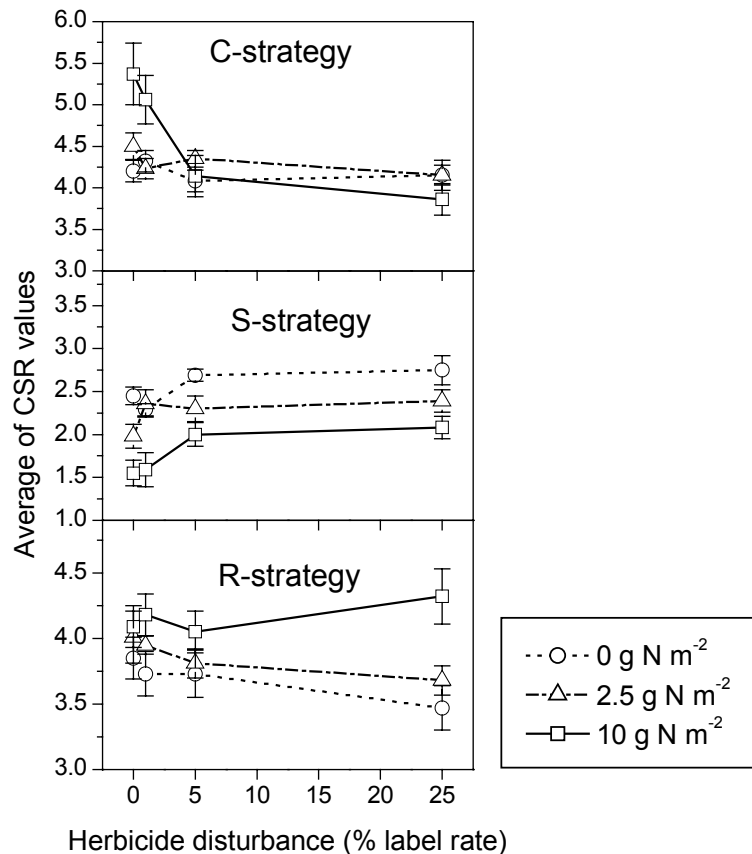 6.0
5.5
5.0
4.5
4.0
3.5
3.0
C-strategy
3.5
3.0
2.5
2.0
1.5
1.0
S-strategy
4.5
4.0
3.5
3.0
R-strategy
0 5 10 15 20 25
Average of CSR values
Herbicide disturbance (% label rate)
0 g N m⁻²
2.5 g N m⁻²
10 g N m⁻²